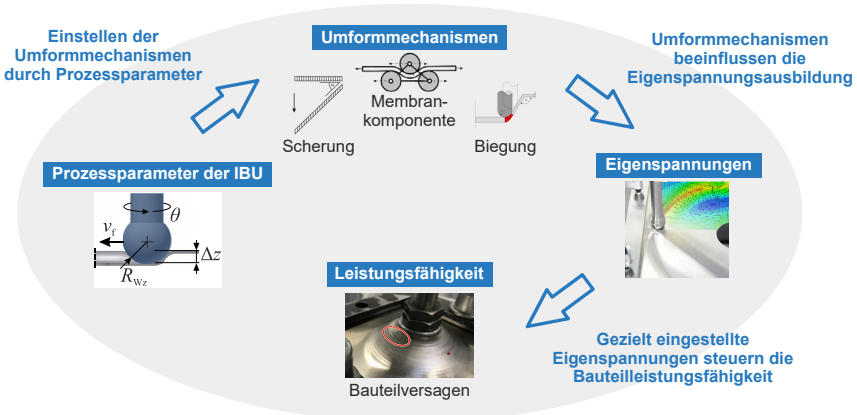 Einstellen der
Umformmechanismen
durch Prozessparameter
Umformmechanismen
Umformmechanismen
beeinflussen die
Eigenspannungsausbildung
Scherung
Membran-
komponente
Biegung
Prozessparameter der IBU
θ
vf
Δz
RWz
Eigenspannungen
Leistungsfähigkeit
Bauteilversagen
Gezielt eingestellte
Eigenspannungen steuern die
Bauteilleistungsfähigkeit